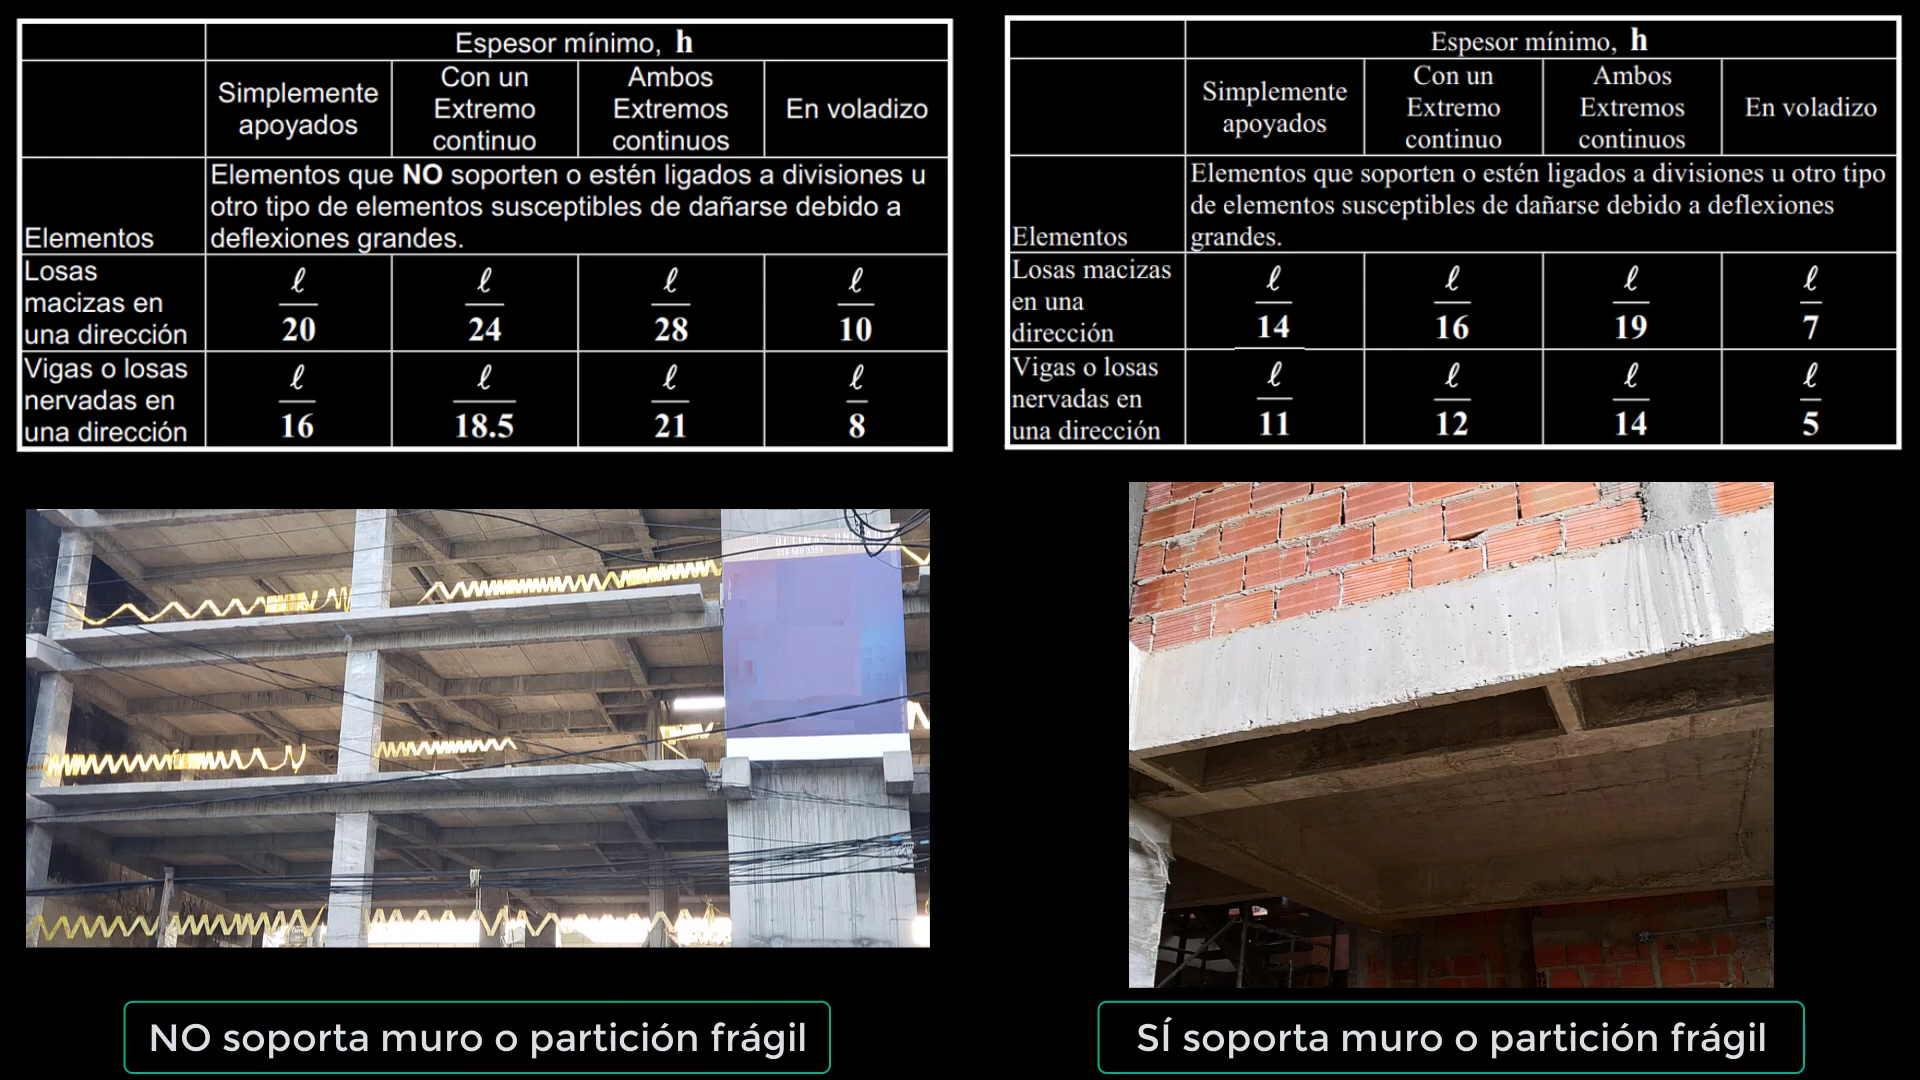 Espesor mínimo, h
Simplemente
apoyados
Con un
Extremo
continuo
Ambos
Extremos
continuos
En voladizo
Elementos
Elementos que NO soporten o estén ligados a divisiones u
otro tipo de elementos susceptibles de dañarse debido a
deflexiones grandes.
Losas
macizas en
una dirección
ℓ
20
ℓ
24
ℓ
28
ℓ
10
Vigas o losas
nervadas en
una dirección
ℓ
16
ℓ
18.5
ℓ
21
ℓ
8
Espesor mínimo, h
Simplemente
apoyados
Con un
Extremo
continuo
Ambos
Extremos
continuos
En voladizo
Elementos
Elementos que soporten o estén ligados a divisiones u otro tipo
de elementos susceptibles de dañarse debido a deflexiones
grandes.
Losas macizas
en una
dirección
ℓ
14
ℓ
16
ℓ
19
ℓ
7
Vigas o losas
nervadas en
una dirección
ℓ
11
ℓ
12
ℓ
14
ℓ
5
NO soporta muro o partición frágil
SÍ soporta muro o partición frágil